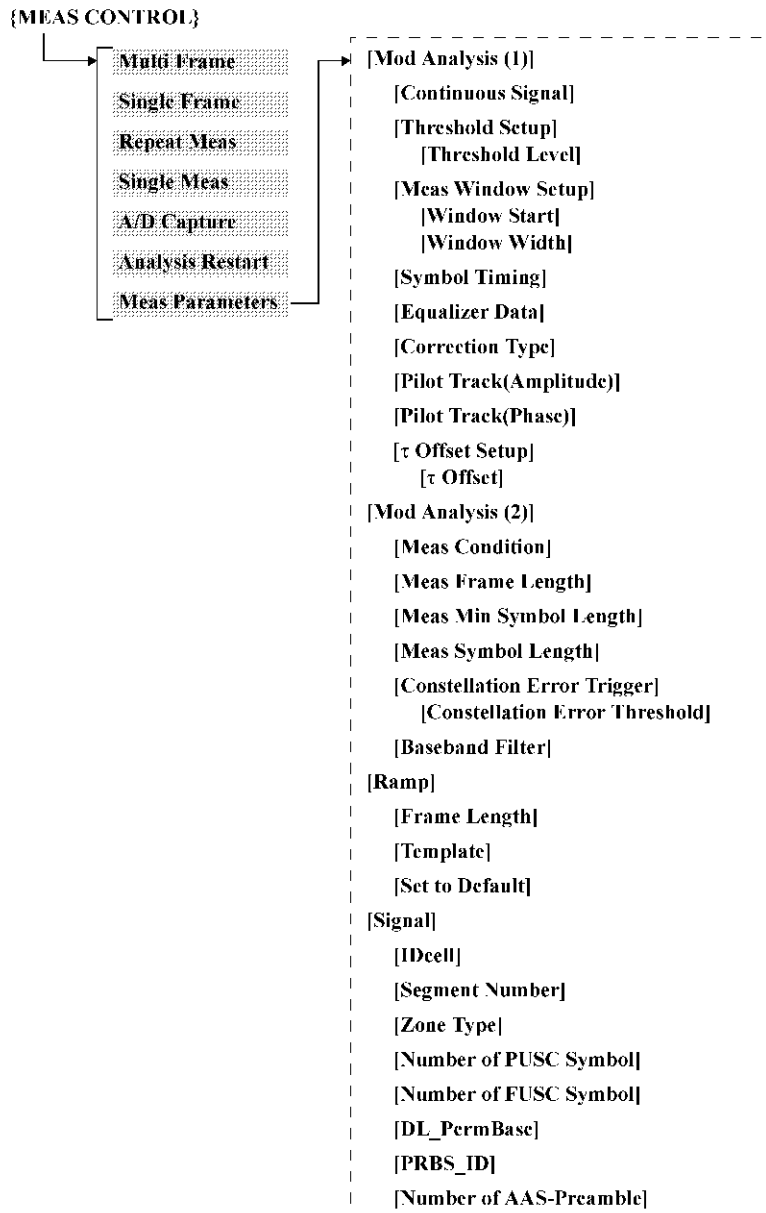 {MEAS CONTROL}
Multi Frame
Single Frame
Repeat Meas
Single Meas
A/D Capture
Analysis Restart
Meas Parameters
[Mod Analysis (1)]
[Continuous Signal]
[Threshold Setup]
[Threshold Level]
[Meas Window Setup]
[Window Start]
[Window Width]
[Symbol Timing]
[Equalizer Data]
[Correction Type]
[Pilot Track(Amplitude)]
[Pilot Track(Phase)]
[τ Offset Setup]
[τ Offset]
[Mod Analysis (2)]
[Meas Condition]
[Meas Frame Length]
[Meas Min Symbol Length]
[Meas Symbol Length]
[Constellation Error Trigger]
[Constellation Error Threshold]
[Baseband Filter]
[Ramp]
[Frame Length]
[Template]
[Set to Default]
[Signal]
[IDcell]
[Segment Number]
[Zone Type]
[Number of PUSC Symbol]
[Number of FUSC Symbol]
[DL_PermBase]
[PRBS_ID]
[Number of AAS-Preamble]